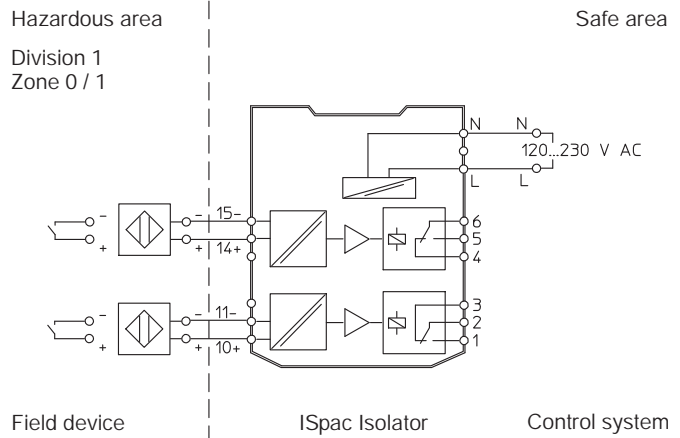 Hazardous area
Safe area
Division 1
Zone 0 / 1
N N
120...230 V AC
L L
- - 15-
+ + 14+
6
5
4
- - 11-
+ + 10+
3
2
1
Field device
ISpac Isolator
Control system